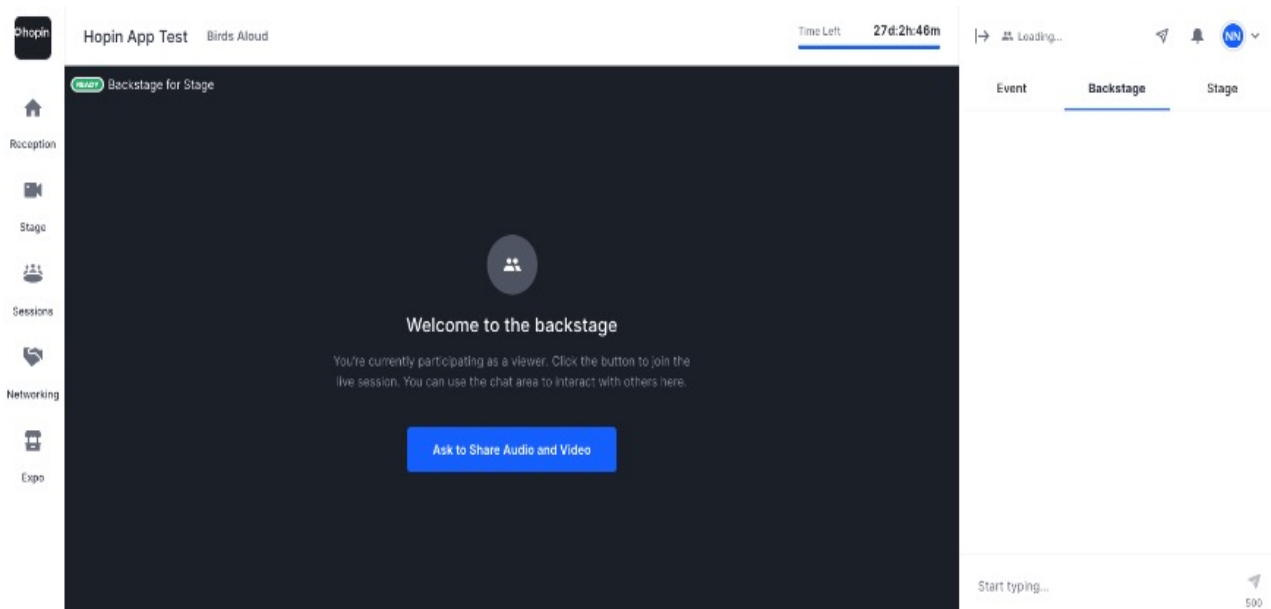 hopin
Hopin App Test Birds Aloud
Time Left 27d:2h:46m
Loading...
NN
Reception
Stage
Sessions
Networking
Expo
READY Backstage for Stage
Welcome to the backstage
You're currently participating as a viewer. Click the button to join the
live session. You can use the chat area to interact with others here.
Ask to Share Audio and Video
Event Backstage Stage
Start typing...
500